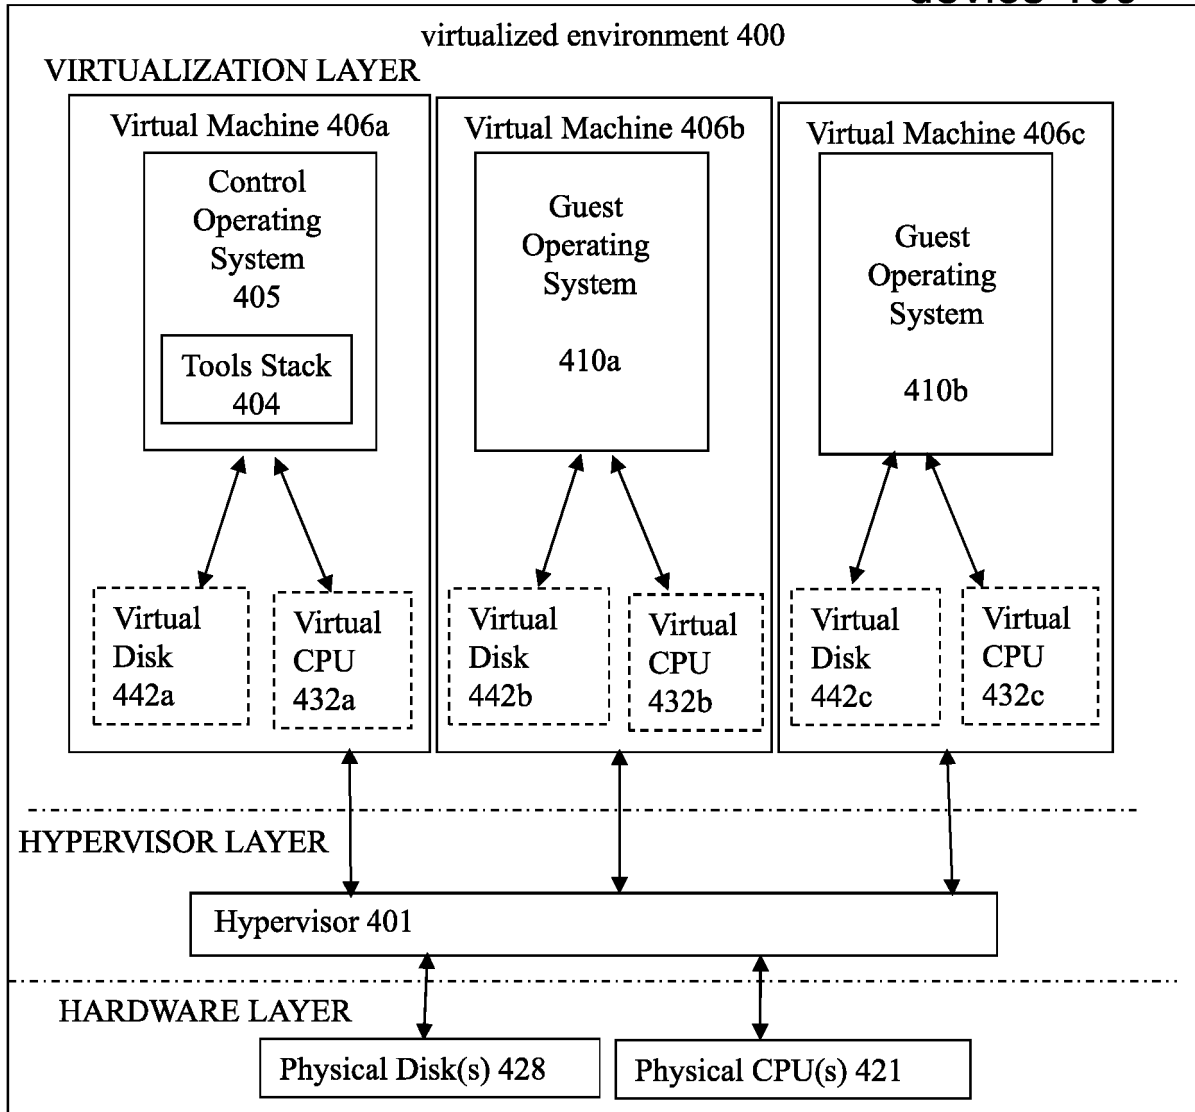 virtualized environment 400
VIRTUALIZATION LAYER
Virtual Machine 406a
Control
Operating
System
405
Tools Stack
404
Virtual
Disk
442a
Virtual
CPU
432a
Virtual Machine 406b
Guest
Operating
System
410a
Virtual
Disk
442b
Virtual
CPU
432b
Virtual Machine 406c
Guest
Operating
System
410b
Virtual
Disk
442c
Virtual
CPU
432c
HYPERVISOR LAYER
Hypervisor 401
HARDWARE LAYER
Physical Disk(s) 428
Physical CPU(s) 421